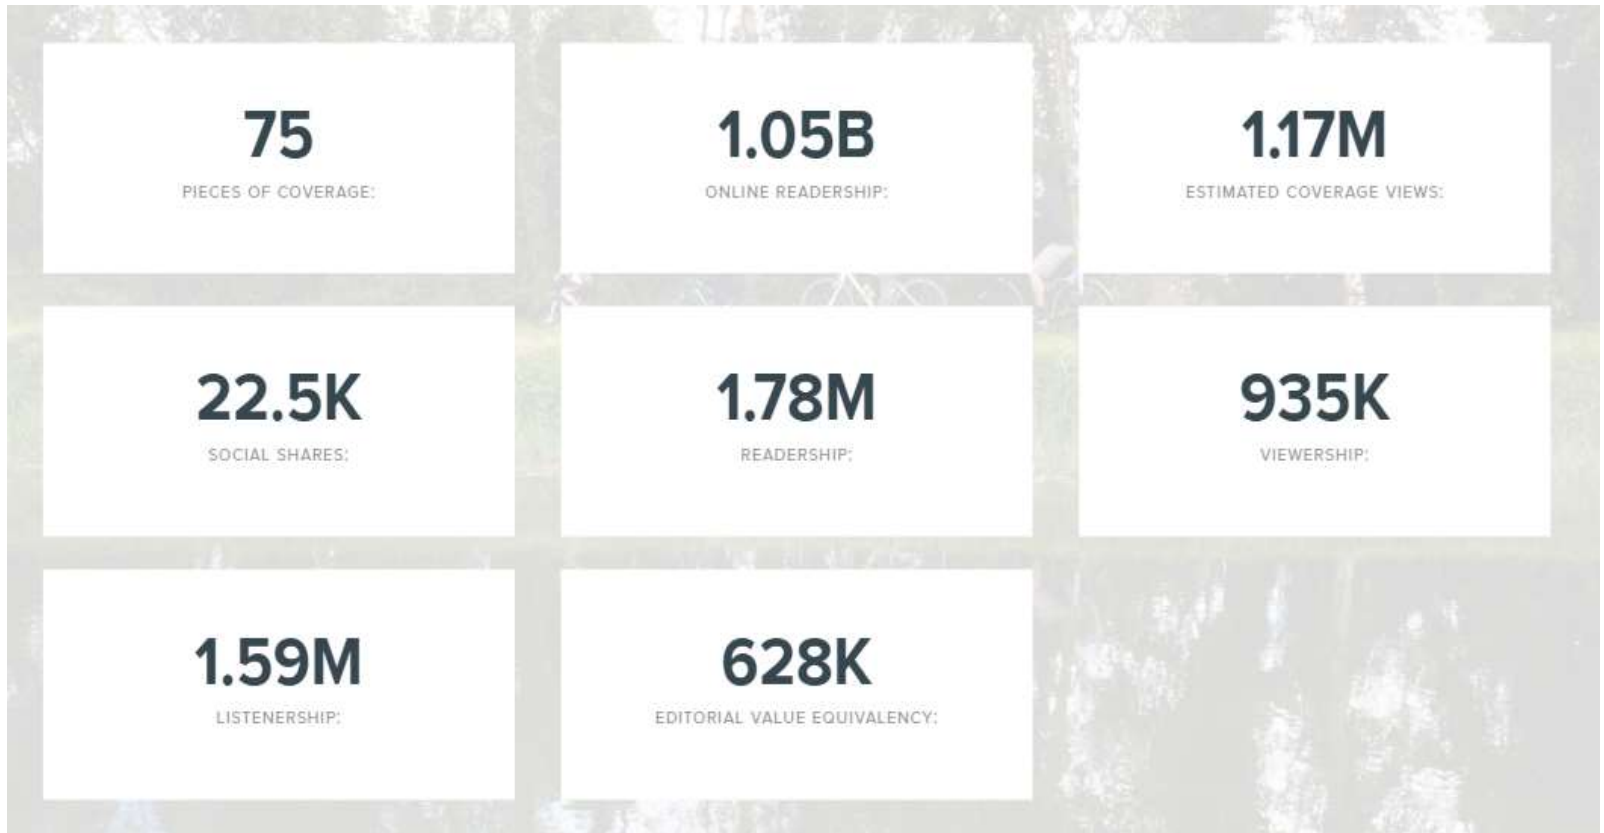 75
PIECES OF COVERAGE:
1.05B
ONLINE READERSHIP:
1.17M
ESTIMATED COVERAGE VIEWS:
22.5K
SOCIAL SHARES:
1.78M
READERSHIP:
935K
VIEWERSHIP:
1.59M
LISTENERSHIP:
628K
EDITORIAL VALUE EQUIVALENCY: